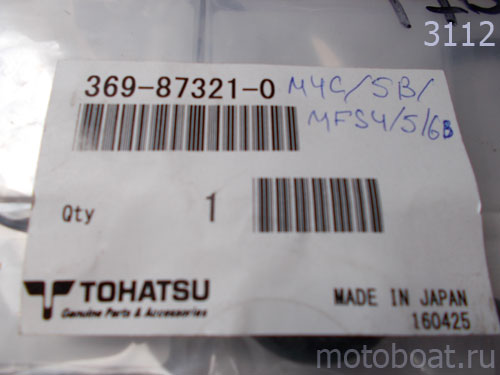 3112
369-87321-0 M4C/5B/
MFS4/5/6B
Qty 1
TOHATSU
Genuine Parts & Accessories
MADE IN JAPAN
160425
motoboat.ru